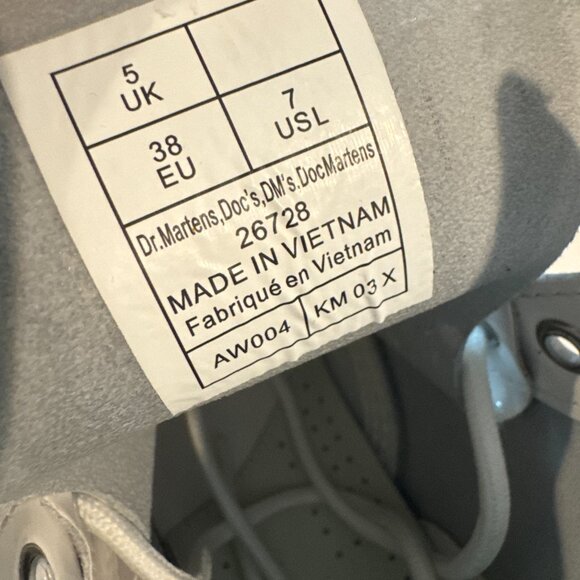 5
UK
38
EU
7
USL
Dr.Martens,Doc's,DM's.DocMartens
26728
MADE IN VIETNAM
Fabriqué en Vietnam
AW004 KM 03 X